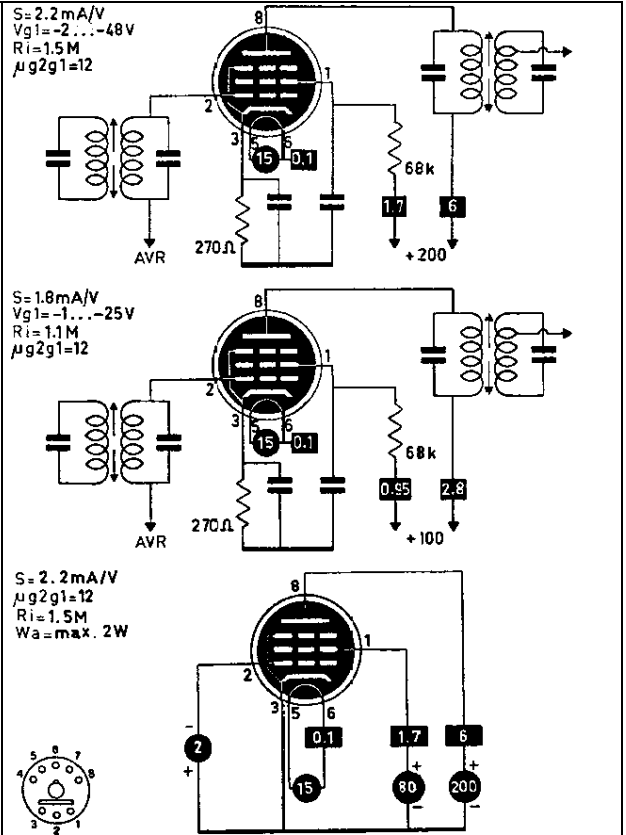 S=2.2mA/V
Vg1=-2...-48V
Ri=1.5M
µg2g1=12
8
1
2
3
5
6
15
0.1
68k
1.7
6
270Ω
AVR
+200
S=1.8mA/V
Vg1=-1...-25V
Ri=1.1M
µg2g1=12
8
1
2
3
5
6
15
0.1
68k
0.95
2.8
270Ω
AVR
+100
S=2.2mA/V
µg2g1=12
Ri=1.5M
Wa=max. 2W
8
1
2
3
5
6
-
2
+
0.1
1.7
6
15
+
80
-
+
200
-
5
6
7
4
8
3
2
1